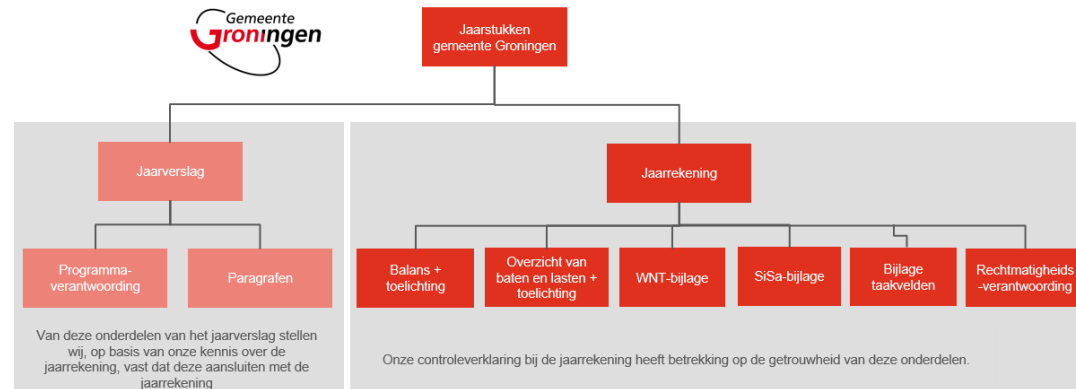 Gemeente
Groningen
Jaarstukken
gemeente Groningen
Jaarverslag
Jaarrekening
Programma-
verantwoording
Paragrafen
Balans +
toelichting
Overzicht van
baten en lasten +
toelichting
WNT-bijlage
SiSa-bijlage
Bijlage
taakvelden
Rechtmatigheids
-verantwoording
Van deze onderdelen van het jaarverslag stellen
wij, op basis van onze kennis over de
jaarrekening, vast dat deze aansluiten met de
jaarrekening
Onze controleverklaring bij de jaarrekening heeft betrekking op de getrouwheid van deze onderdelen.